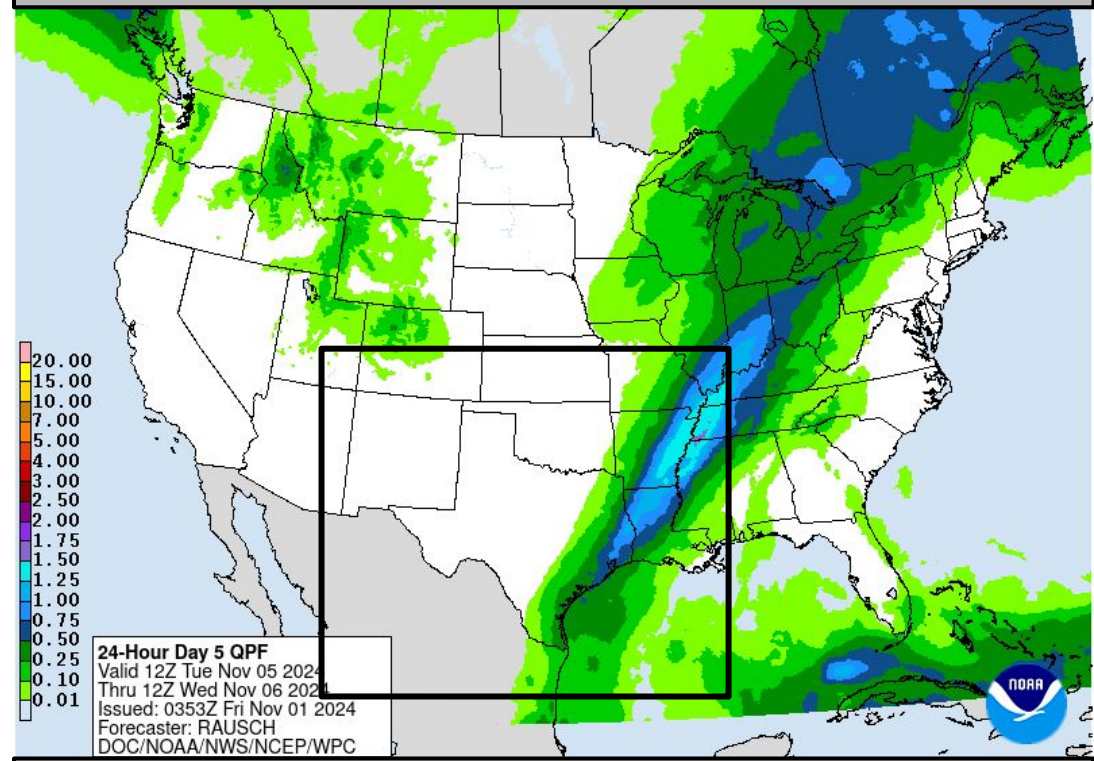 20.00
15.00
10.00
7.00
5.00
4.00
3.00
2.50
2.00
1.75
1.50
1.25
1.00
0.75
0.50
0.25
0.10
0.01
24-Hour Day 5 QPF
Valid 12Z Tue Nov 05 2024
Thru 12Z Wed Nov 06 2024
Issued: 0353Z Fri Nov 01 2024
Forecaster: RAUSCH
DOC/NOAA/NWS/NCEP/WPC
NOAA